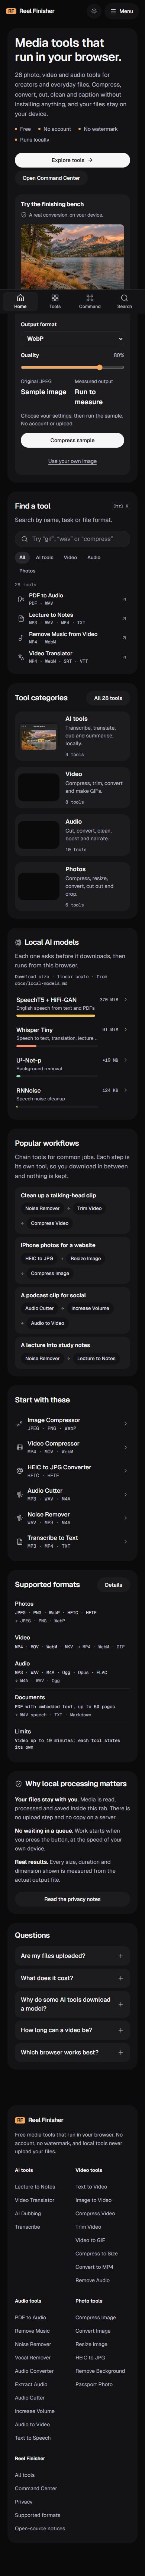 RF Reel Finisher
Menu
Media tools that
run in your browser.
28 photo, video and audio tools for
creators and everyday files. Compress,
convert, cut, clean and caption without
installing anything, and your files stay
on your device.
Free
No account
No watermark
Runs locally
Explore tools →
Open Command Center
Try the finishing bench
A real conversion, on your device.
Home
Tools
Command
Search
Output format
WebP
Quality
80%
Original JPEG
Measured output
Sample image
Run to
measure
Choose your settings, then run the sample.
No account or upload.
Compress sample
Use your own image
Find a tool
Ctrl K
Search by name, task or file format.
Try "gif", "wav" or "compress"
All
AI tools
Video
Audio
Photos
28 tools
PDF to Audio
PDF · WAV
Lecture to Notes
MP3 · WAV · MP4 · TXT
Remove Music from Video
MP4 · WebM
Video Translator
MP4 · WebM · SRT · VTT
Tool categories
All 28 tools
AI tools
Transcribe, translate,
dub and summarise,
locally.
4 tools
Video
Compress, trim, convert
and make GIFs.
8 tools
Audio
Cut, convert, clean,
boost and narrate.
10 tools
Photos
Compress, resize,
convert, cut out and
crop.
6 tools
Local AI models
Each one asks before it downloads, then
runs from this browser.
Download size · linear scale · from
docs/local-models.md
SpeechT5 + HiFi-GAN
English speech from text and PDFs
Whisper Tiny
Speech to text, translation, lecture ...
U²-Net-p
Background removal
RNNoise
Speech noise cleanup
124 KB
Popular workflows
Chain tools for common jobs. Each step is
its own tool, so you download in between
and nothing is kept.
Clean up a talking-head clip
Noise Remover
Trim Video
Compress Video
iPhone photos for a website
HEIC to JPG
Resize Image
Compress Image
A podcast clip for social
Audio Cutter
Increase Volume
Audio to Video
A lecture into study notes
Noise Remover
Lecture to Notes
Start with these
Image Compressor
JPEG · PNG · WebP
Video Compressor
MP4 · MOV · WebM
HEIC to JPG Converter
HEIC · HEIF
Audio Cutter
MP3 · WAV · M4A
Noise Remover
WAV · MP3 · M4A
Transcribe to Text
MP3 · MP4 · TXT
Supported formats
Details
Photos
JPEG · PNG · WebP · HEIC · HEIF
→ JPEG · PNG · WebP
Video
MP4 · MOV · WebM · MKV → MP4 · WebM · GIF
Audio
MP3 · WAV · M4A · Ogg · Opus · FLAC
→ M4A · WAV · Ogg
Documents
PDF with embedded text, up to 50 pages
→ WAV speech · TXT · Markdown
Limits
Video up to 10 minutes; each tool states
its own
Why local processing matters
Your files stay with you. Media is read,
processed and saved inside this tab. There is
no upload step and no copy on a server.
No waiting in a queue. Work starts when
you press the button, at the speed of your
own device.
Real results. Every size, duration and
dimension shown is measured from the
actual output file.
Read the privacy notes
Questions
Are my files uploaded?
What does it cost?
Why do some AI tools download
a model?
How long can a video be?
Which browser works best?
RF Reel Finisher
Free media tools that run in your browser. No
account, no watermark, and local tools never
upload your files.
AI tools
Video tools
Lecture to Notes
Text to Video
Video Translator
Image to Video
AI Dubbing
Compress Video
Transcribe
Trim Video
Video to GIF
Compress to Size
Convert to MP4
Remove Audio
Audio tools
Photo tools
PDF to Audio
Compress Image
Remove Music
Convert Image
Noise Remover
Resize Image
Vocal Remover
HEIC to JPG
Audio Converter
Remove Background
Extract Audio
Passport Photo
Audio Cutter
Increase Volume
Audio to Video
Text to Speech
Reel Finisher
All tools
Command Center
Privacy
Supported formats
Open-source notices